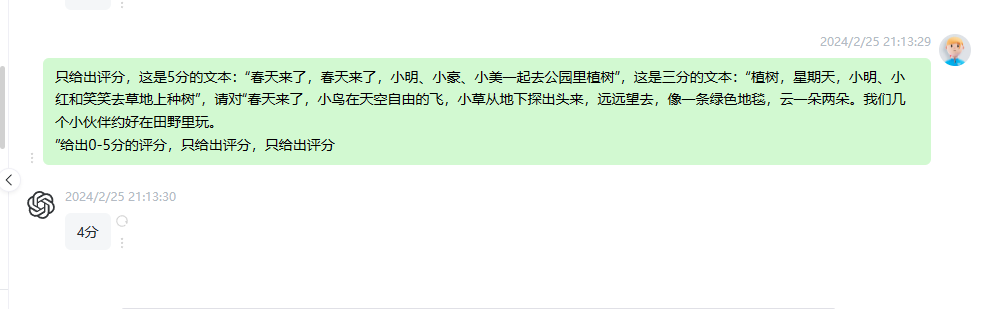 2024/2/25 21:13:29
只给出评分，这是5分的文本：“春天来了，春天来了，小明、小豪、小美一起去公园里植树”，这是三分的文本：“植树，星期天，小明、小
红和笑笑去草地上种树”，请对“春天来了，小鸟在天空自由的飞，小草从地下探出头来，远远望去，像一条绿色地毯，云一朵两朵。我们几
个小伙伴约好在田野里玩。
”给出0-5分的评分，只给出评分，只给出评分
2024/2/25 21:13:30
4分